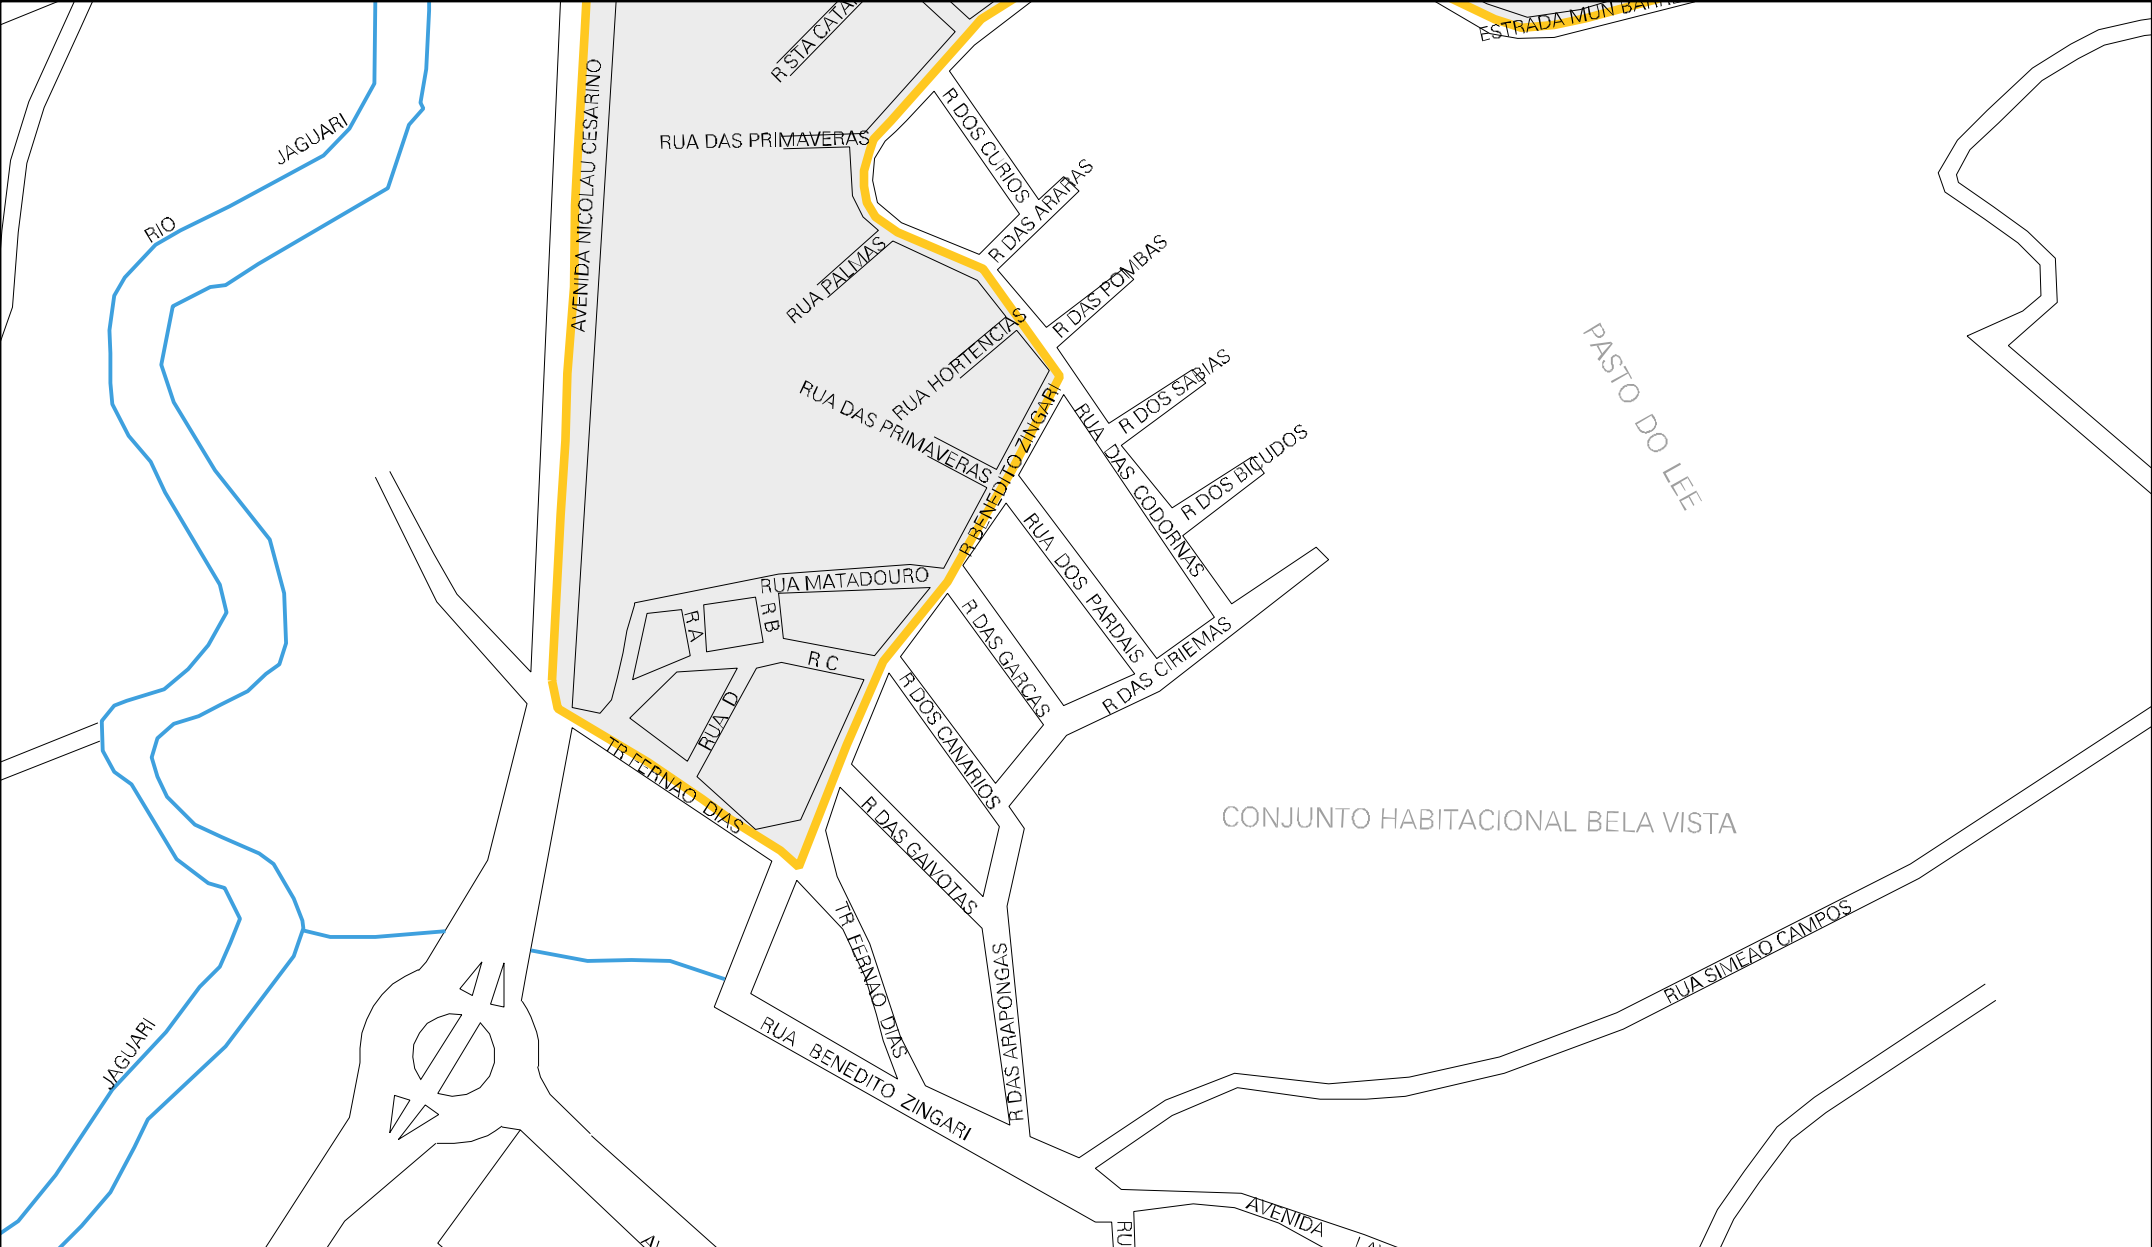 ESTRADA MUN
R STA
JAGUARI
RIO
AVENIDA NICOLAU CESARINO
RUA DAS PRIMAVERAS
R DOS CURIOS
R DAS ARARAS
RUA PALMAS
R DAS POMBAS
RUA HORTENCIAS
RUA DAS PRIMAVERAS
R BENEDITO ZINGARI
R DOS SABIAS
RUA DAS CODORNAS
R DOS BICUDOS
PASTO DO LEE
RUA DOS PARDAIS
RUA MATADOURO
R A
R B
R C
RUA D
R DAS GARCAS
R DAS CIRIEMAS
R DOS CANARIOS
TR FERNAO DIAS
R DAS GAIVOTAS
CONJUNTO HABITACIONAL BELA VISTA
TR FERNAO DIAS
R DAS ARAPONGAS
RUA SIMEAO CAMPOS
JAGUARI
RUA BENEDITO ZINGARI
AVENIDA